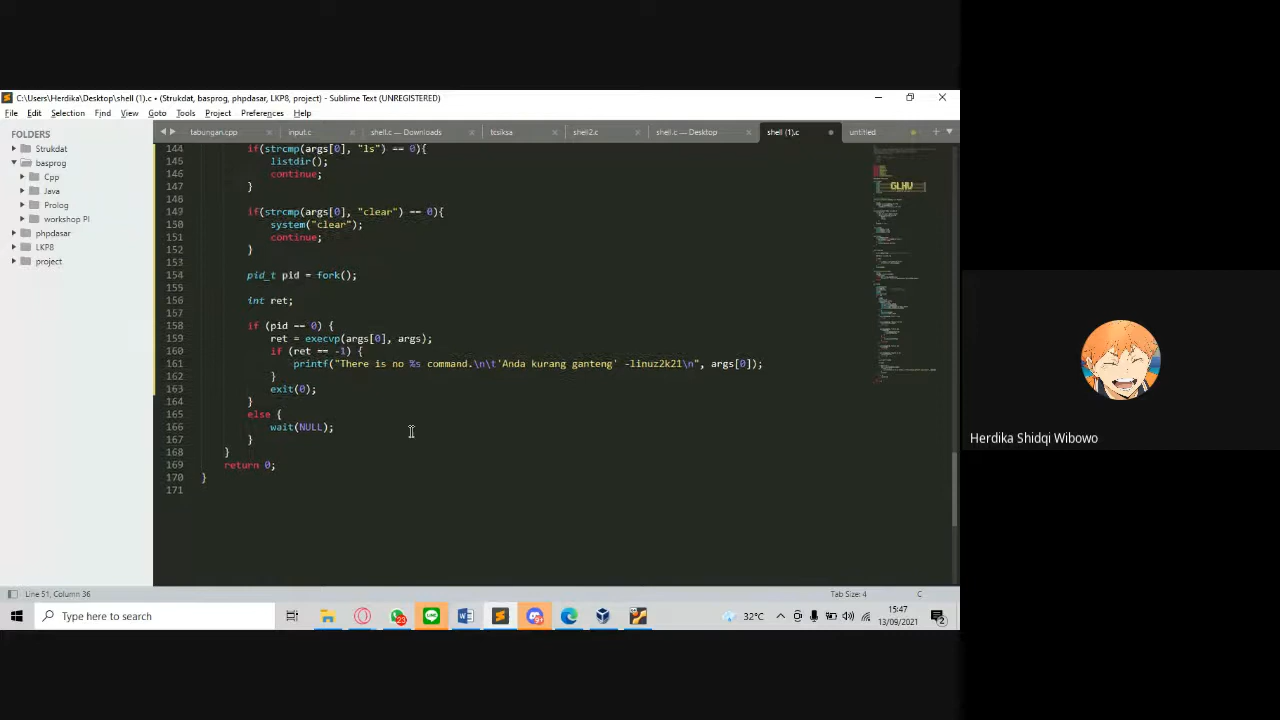 C:\Users\Herdika\Desktop\shell (1).c • (Strukdat, basprog, phpdasar, LKP8, project) - Sublime Text (UNREGISTERED)
File Edit Selection Find View Goto Tools Project Preferences Help
FOLDERS
Strukdat
basprog
Cpp
Java
Prolog
workshop PI
phpdasar
LKP8
project
tabungan.cpp input.c shell.c — Downloads tcsiksa shell2.c shell.c — Desktop shell (1).c untitled
144 if(strcmp(args[0], "ls") == 0){
145 listdir();
146 continue;
147 }
148
149 if(strcmp(args[0], "clear") == 0){
150 system("clear");
151 continue;
152 }
153
154 pid_t pid = fork();
155
156 int ret;
157
158 if (pid == 0) {
159 ret = execvp(args[0], args);
160 if (ret == -1) {
161 printf("There is no %s command.\n\t'Anda kurang ganteng' -linuz2k21\n", args[0]);
162 }
163 exit(0);
164 }
165 else {
166 wait(NULL);
167 }
168 }
169 return 0;
170 }
171
GLHV
Line 51, Column 36
Tab Size: 4
C
Type here to search
23
LINE
9+
32°C
15:47
13/09/2021
2
Herdika Shidqi Wibowo